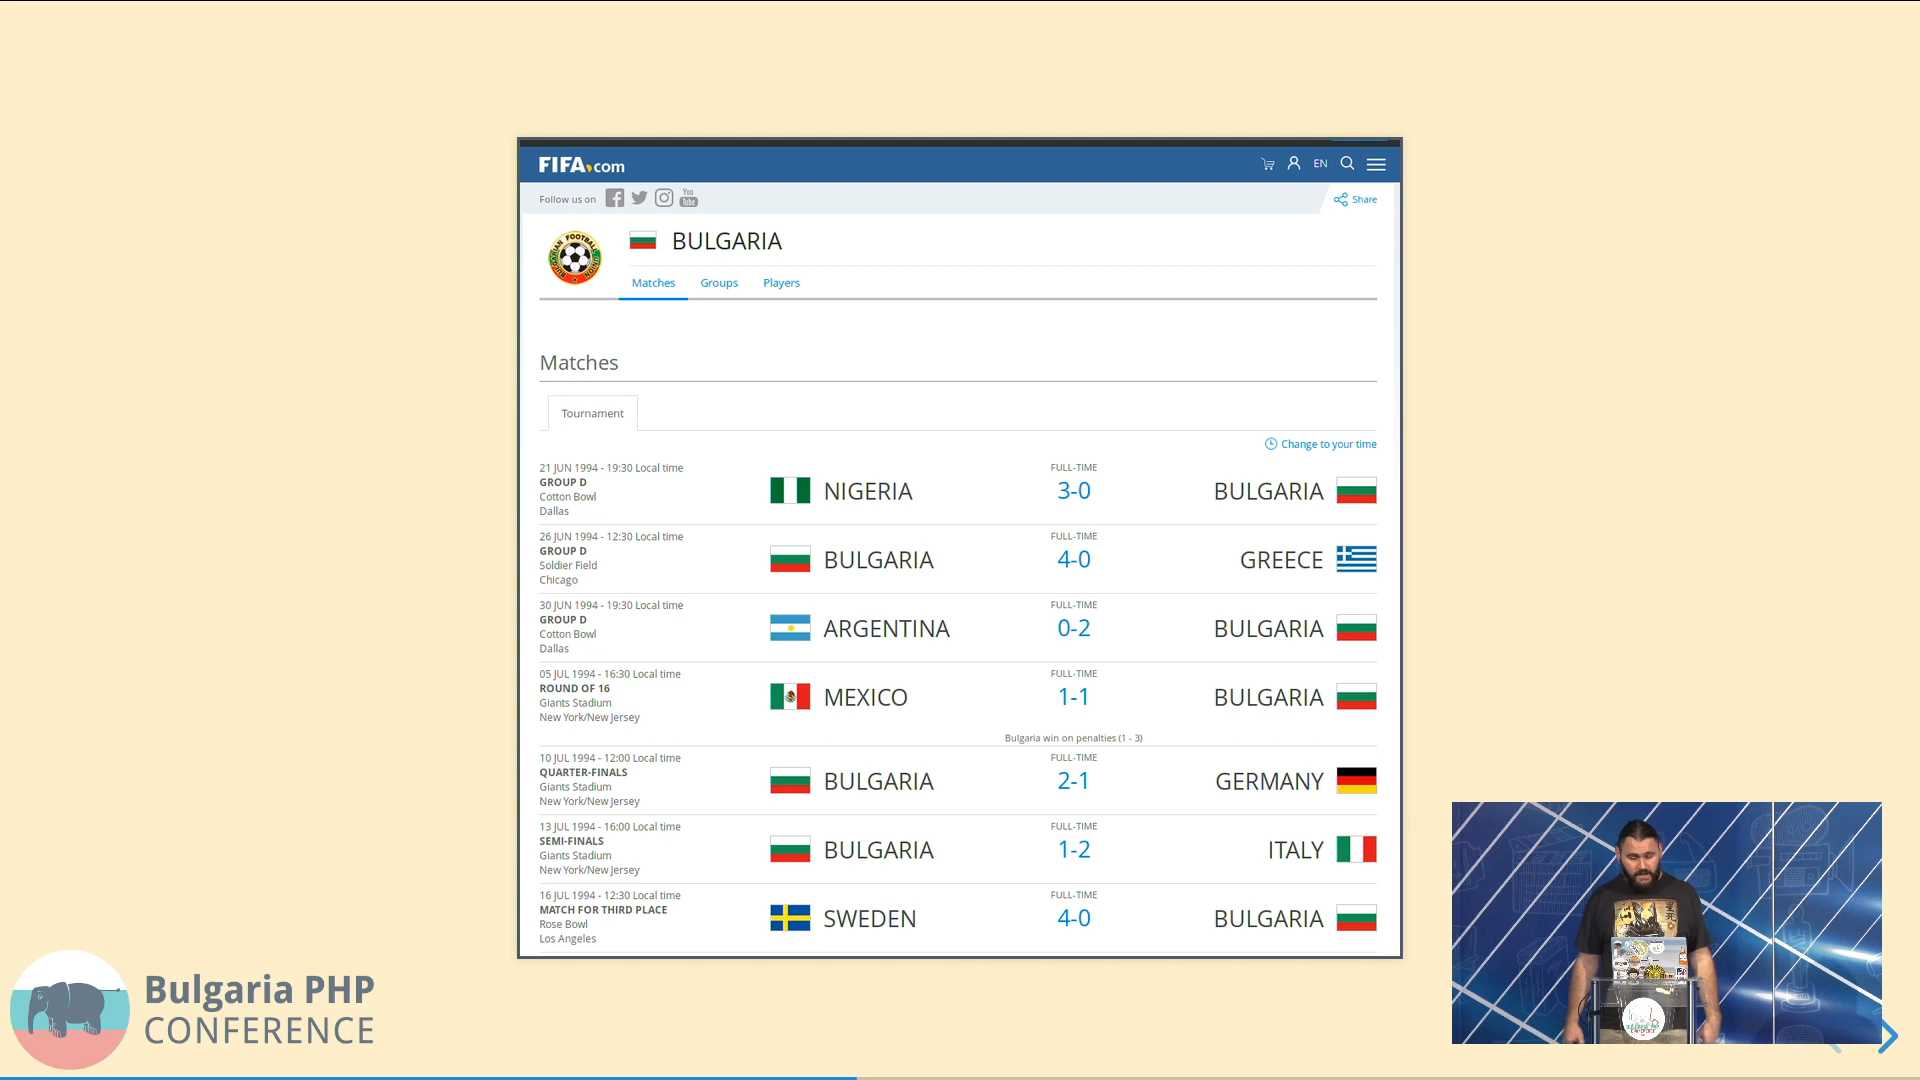 FIFA.com
EN
Follow us on
You
Tube
Share
BULGARIAN FOOTBALL UNION
BULGARIA
Matches Groups Players
Matches
Tournament
Change to your time
21 JUN 1994 - 19:30 Local time
GROUP D
Cotton Bowl
Dallas
NIGERIA
FULL-TIME
3-0
BULGARIA
26 JUN 1994 - 12:30 Local time
GROUP D
Soldier Field
Chicago
BULGARIA
FULL-TIME
4-0
GREECE
30 JUN 1994 - 19:30 Local time
GROUP D
Cotton Bowl
Dallas
ARGENTINA
FULL-TIME
0-2
BULGARIA
05 JUL 1994 - 16:30 Local time
ROUND OF 16
Giants Stadium
New York/New Jersey
MEXICO
FULL-TIME
1-1
BULGARIA
Bulgaria win on penalties (1 - 3)
10 JUL 1994 - 12:00 Local time
QUARTER-FINALS
Giants Stadium
New York/New Jersey
BULGARIA
FULL-TIME
2-1
GERMANY
13 JUL 1994 - 16:00 Local time
SEMI-FINALS
Giants Stadium
New York/New Jersey
BULGARIA
FULL-TIME
1-2
ITALY
16 JUL 1994 - 12:30 Local time
MATCH FOR THIRD PLACE
Rose Bowl
Los Angeles
SWEDEN
FULL-TIME
4-0
BULGARIA
Bulgaria PHP
CONFERENCE